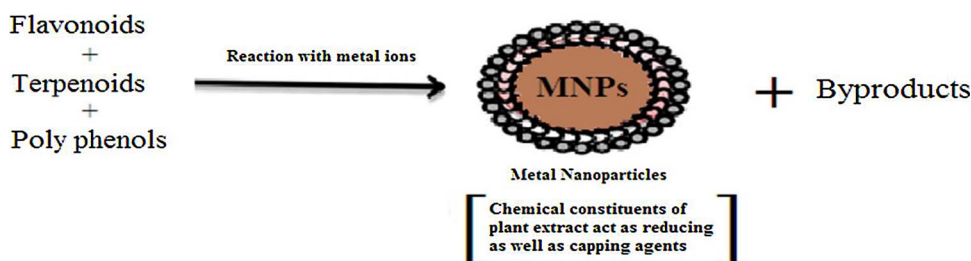 Flavonoids
+
Terpenoids
+
Poly phenols
Reaction with metal ions
MNPs
+ Byproducts
Metal Nanoparticles
Chemical constituents of
plant extract act as reducing
as well as capping agents